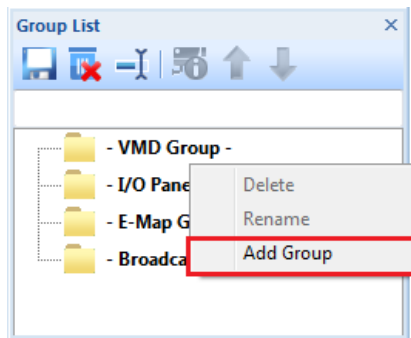 Group List
- VMD Group -
- I/O Pane
Delete
- E-Map G
Rename
- Broadca
Add Group